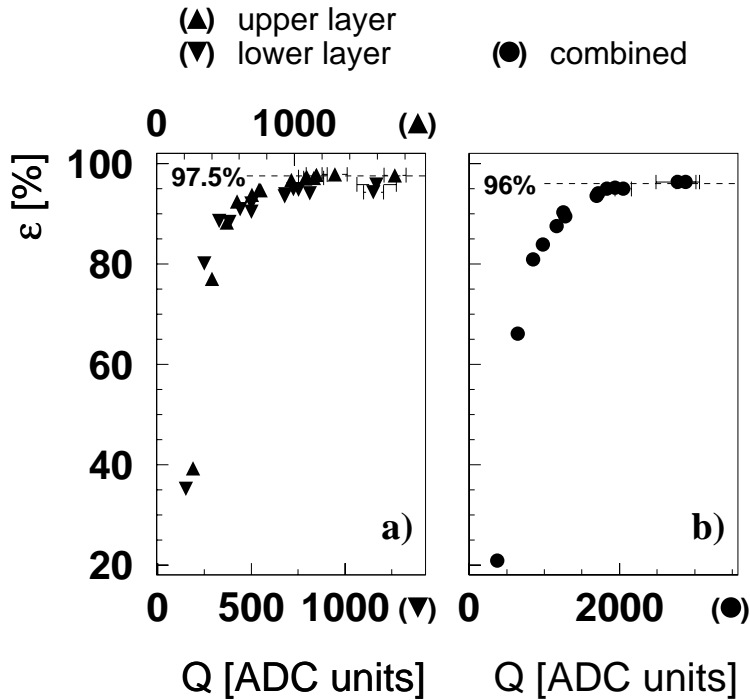 (▲) upper layer
(▼) lower layer (●) combined
0 1000 (▲)
100 97.5% 96%
80
60
40
20
ε [%]
a) b)
0 500 1000 (▼) 0 2000 (●)
Q [ADC units] Q [ADC units]